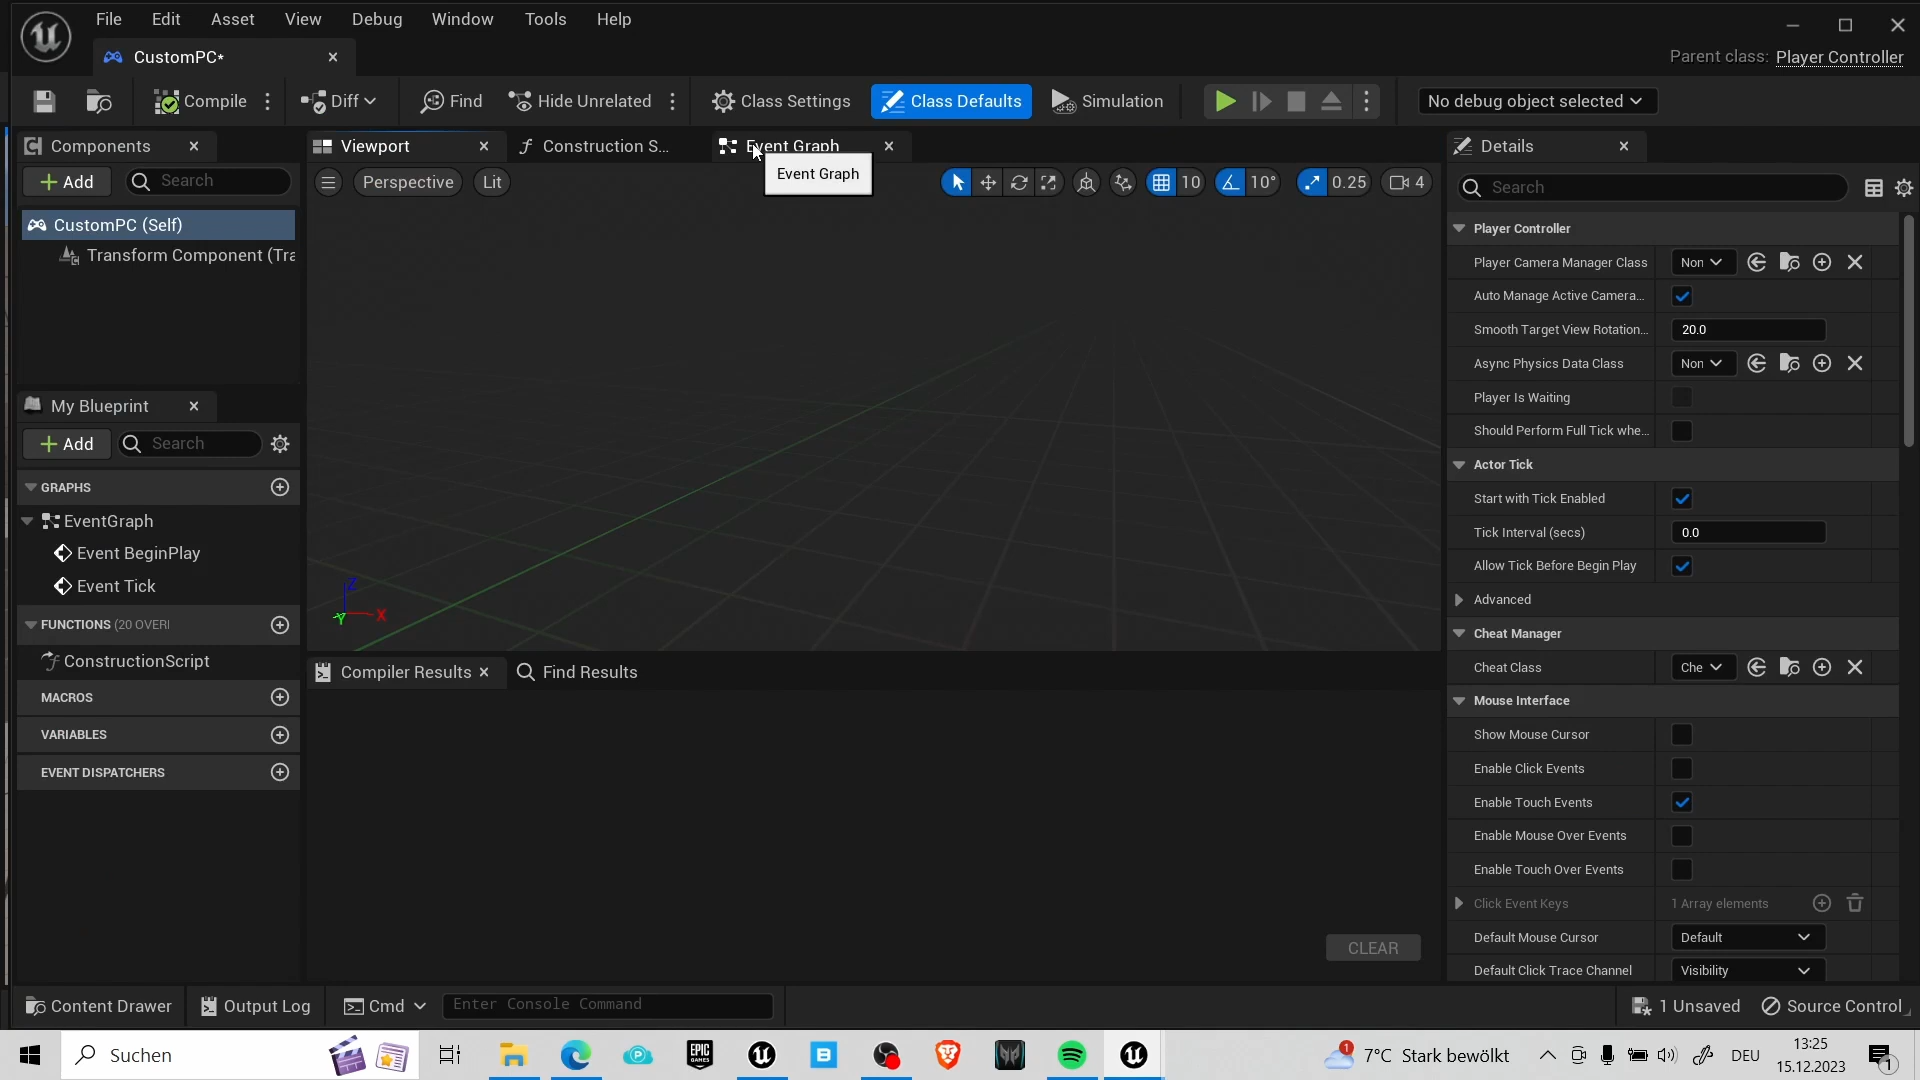 File Edit Asset View Debug Window Tools Help
CustomPC*
Parent class: Player Controller
Compile Diff Find Hide Unrelated Class Settings Class Defaults Simulation No debug object selected
Components Viewport Construction S... Event Graph Details
Add Search Perspective Lit Event Graph 10 10° 0.25 4 Search
CustomPC (Self)
Transform Component (Tra
Player Controller
Player Camera Manager Class Non
Auto Manage Active Camera...
Smooth Target View Rotation... 20.0
Async Physics Data Class Non
Player Is Waiting
Should Perform Full Tick whe...
Actor Tick
Start with Tick Enabled
Tick Interval (secs) 0.0
Allow Tick Before Begin Play
Advanced
Cheat Manager
Cheat Class Che
Mouse Interface
Show Mouse Cursor
Enable Click Events
Enable Touch Events
Enable Mouse Over Events
Enable Touch Over Events
Click Event Keys 1 Array elements
Default Mouse Cursor Default
Default Click Trace Channel Visibility
My Blueprint
Add Search
GRAPHS
EventGraph
Event BeginPlay
Event Tick
FUNCTIONS (20 OVERI
ConstructionScript
MACROS
VARIABLES
EVENT DISPATCHERS
Z
Y X
Compiler Results Find Results
CLEAR
Content Drawer Output Log Cmd Enter Console Command 1 Unsaved Source Control
Suchen EPIC GAMES 1 7°C Stark bewölkt DEU 13:25
15.12.2023 1